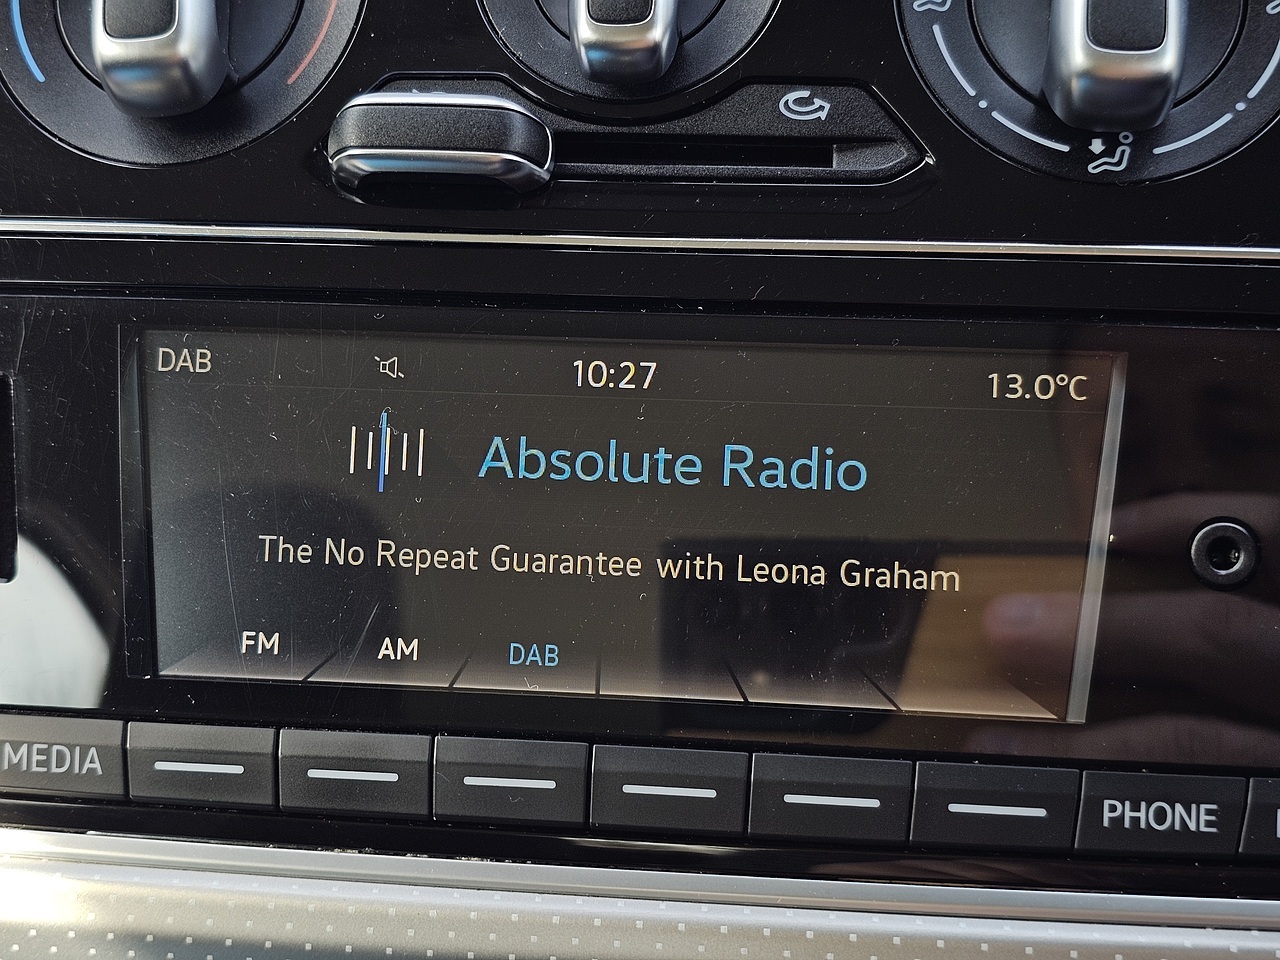 DAB 10:27 13.0°C
Absolute Radio
The No Repeat Guarantee with Leona Graham
FM AM DAB
MEDIA PHONE